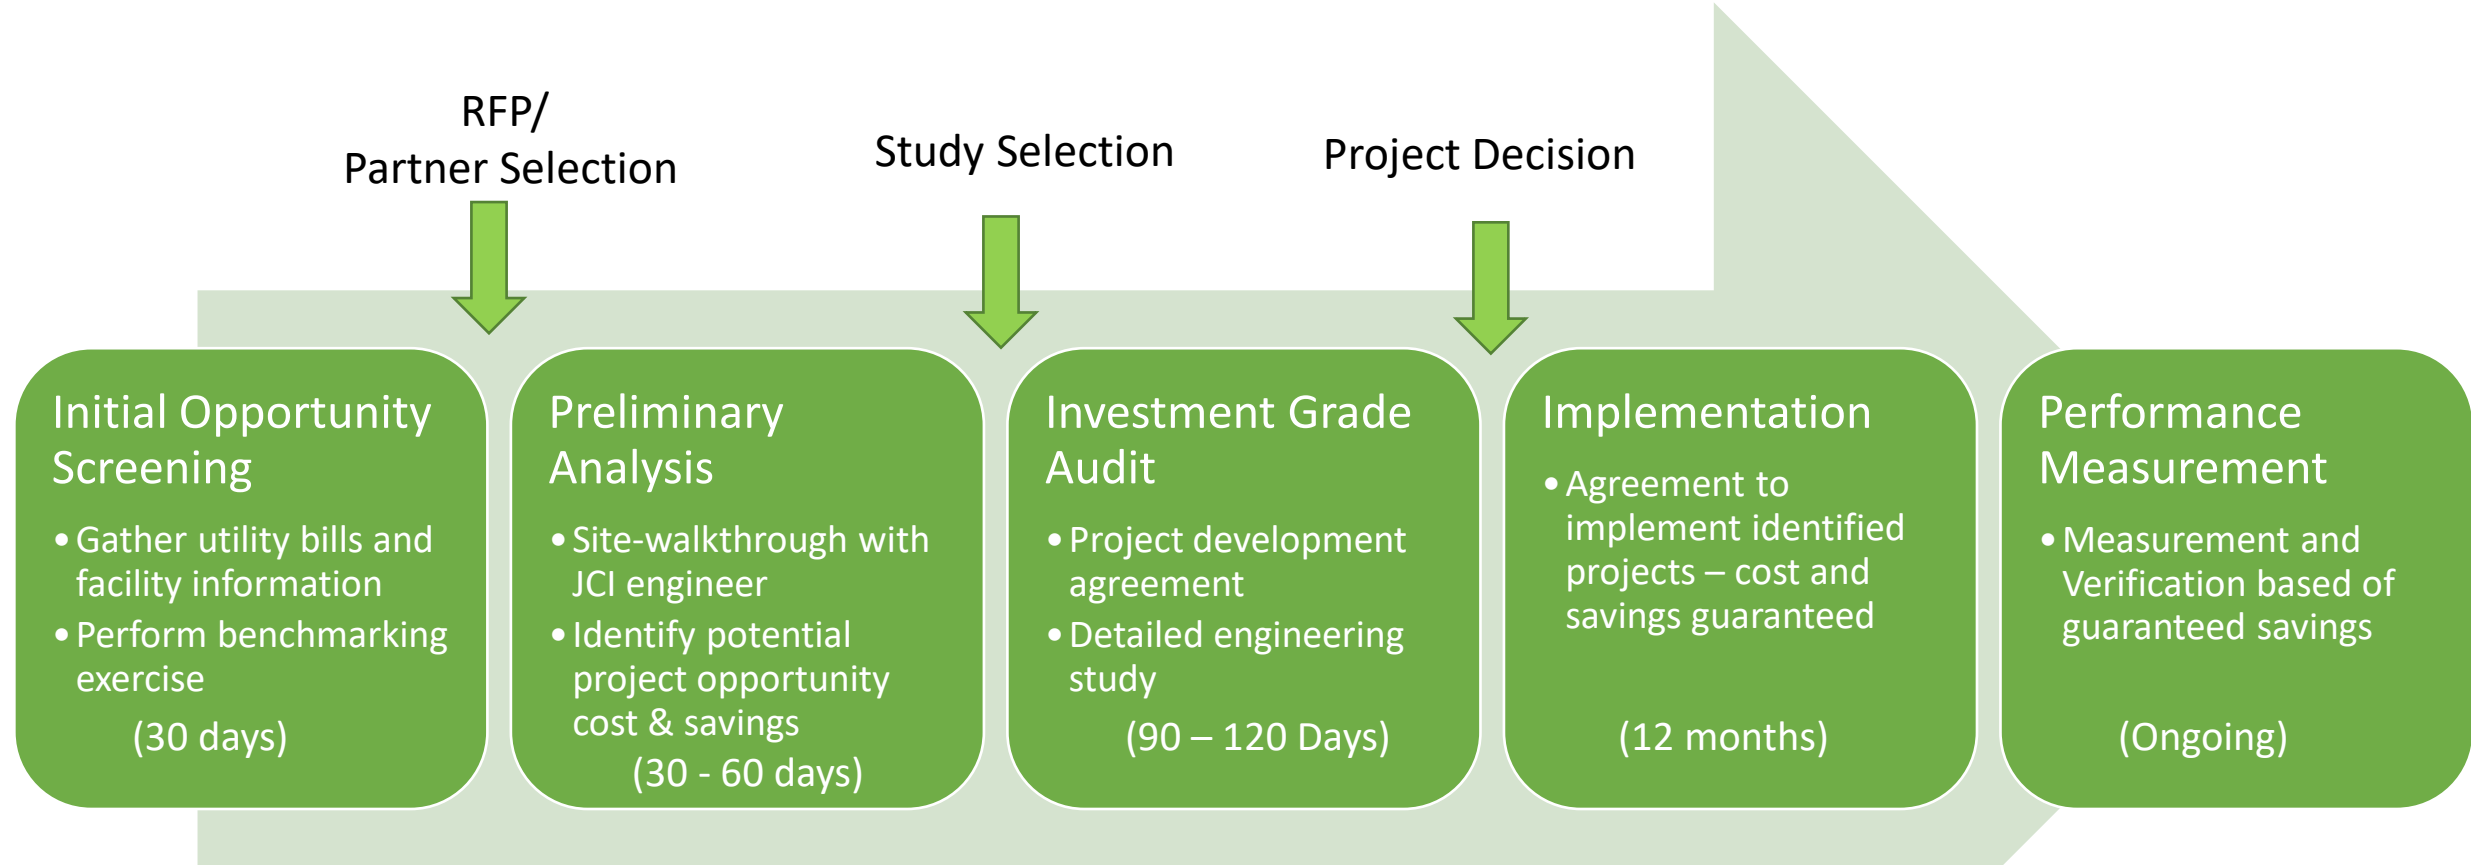 RFP/
Partner Selection
Study Selection
Project Decision
Initial Opportunity
Screening
•Gather utility bills and
facility information
•Perform benchmarking
exercise
(30 days)
Preliminary
Analysis
•Site-walkthrough with
JCI engineer
•Identify potential
project opportunity
cost & savings
(30 - 60 days)
Investment Grade
Audit
•Project development
agreement
•Detailed engineering
study
(90 – 120 Days)
Implementation
•Agreement to
implement identified
projects – cost and
savings guaranteed
(12 months)
Performance
Measurement
•Measurement and
Verification based of
guaranteed savings
(Ongoing)